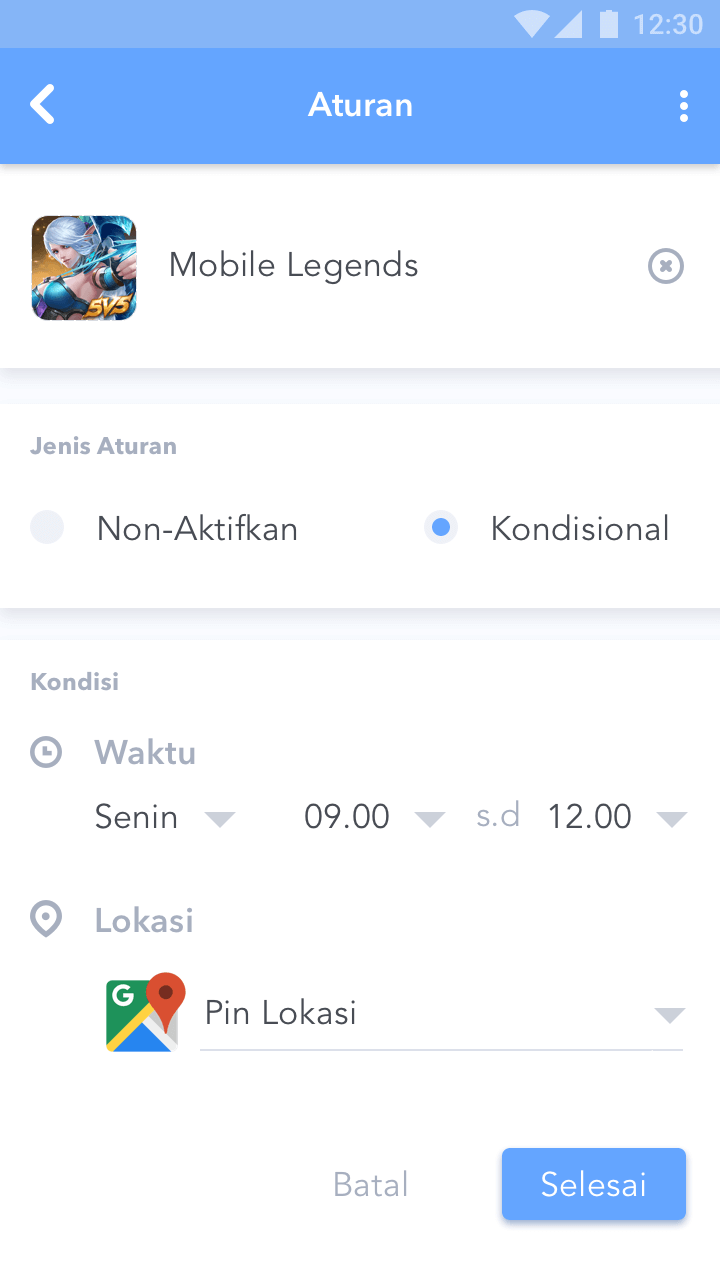 12:30
Aturan
5V5
Mobile Legends
Jenis Aturan
Non-Aktifkan Kondisional
Kondisi
Waktu
Senin 09.00 s.d 12.00
Lokasi
G
Pin Lokasi
Batal Selesai